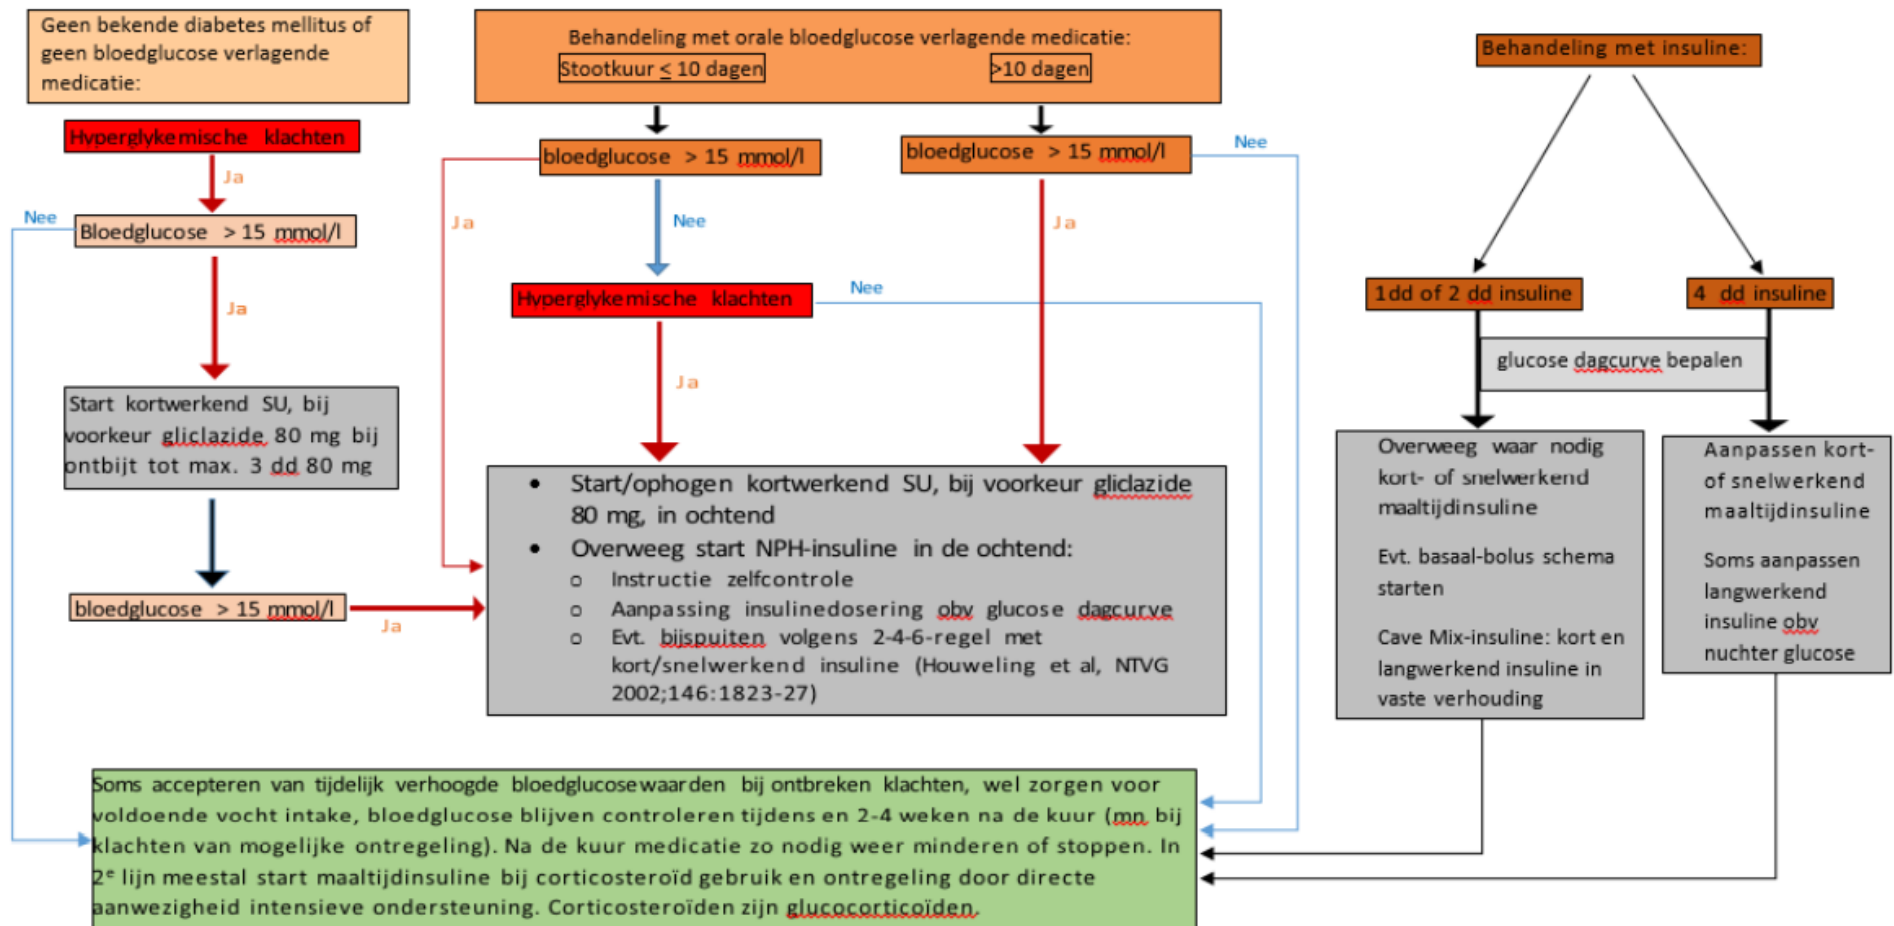 Geen bekende diabetes mellitus of
geen bloedglucose verlagende
medicatie:
Hyperglykemische klachten
Ja
Nee
Bloedglucose > 15 mmol/l
Ja
Start kortwerkend SU, bij
voorkeur gliclazide 80 mg bij
ontbijt tot max. 3 dd 80 mg
bloedglucose > 15 mmol/l
Ja
Behandeling met orale bloedglucose verlagende medicatie:
Stootkuur ≤ 10 dagen
>10 dagen
bloedglucose > 15 mmol/l
bloedglucose > 15 mmol/l
Nee
Ja
Nee
Ja
Hyperglykemische klachten
Nee
Ja
• Start/ophogen kortwerkend SU, bij voorkeur gliclazide
80 mg, in ochtend
• Overweeg start NPH-insuline in de ochtend:
o Instructie zelfcontrole
o Aanpassing insulinedosering obv glucose dagcurve
o Evt. bijspuiten volgens 2-4-6-regel met
kort/snelwerkend insuline (Houweling et al, NTVG
2002;146:1823-27)
Behandeling met insuline:
1dd of 2 dd insuline
4 dd insuline
glucose dagcurve bepalen
Overweeg waar nodig
kort- of snelwerkend
maaltijdinsuline
Evt. basaal-bolus schema
starten
Cave Mix-insuline: kort en
langwerkend insuline in
vaste verhouding
Aanpassen kort-
of snelwerkend
maaltijdinsuline
Soms aanpassen
langwerkend
insuline obv
nuchter glucose
Soms accepteren van tijdelijk verhoogde bloedglucosewaarden bij ontbreken klachten, wel zorgen voor
voldoende vocht intake, bloedglucose blijven controleren tijdens en 2-4 weken na de kuur (mn bij
klachten van mogelijke ontregeling). Na de kuur medicatie zo nodig weer minderen of stoppen. In
2e lijn meestal start maaltijdinsuline bij corticosteroïd gebruik en ontregeling door directe
aanwezigheid intensieve ondersteuning. Corticosteroïden zijn glucocorticoïden.